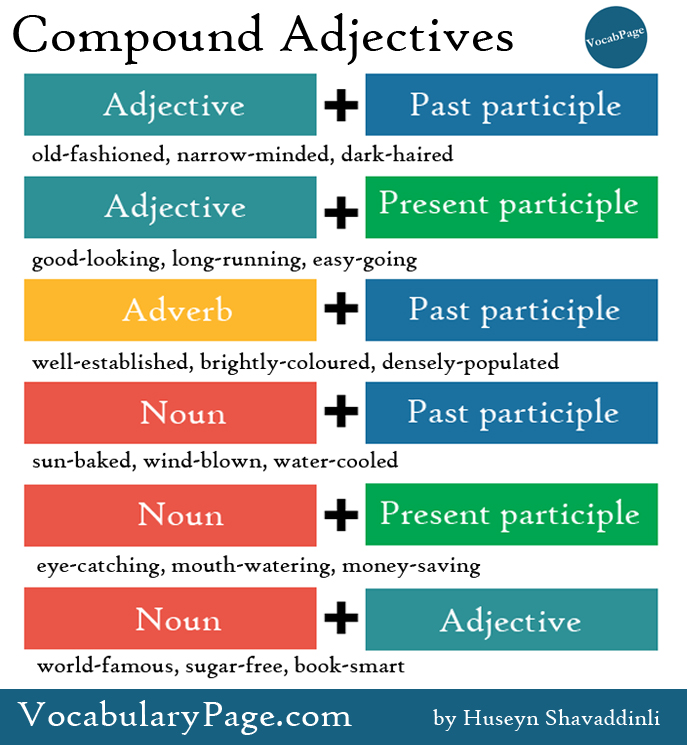 Compound Adjectives
VocabPage
Adjective + Past participle
old-fashioned, narrow-minded, dark-haired
Adjective + Present participle
good-looking, long-running, easy-going
Adverb + Past participle
well-established, brightly-coloured, densely-populated
Noun + Past participle
sun-baked, wind-blown, water-cooled
Noun + Present participle
eye-catching, mouth-watering, money-saving
Noun + Adjective
world-famous, sugar-free, book-smart
VocabularyPage.com by Huseyn Shavaddinli